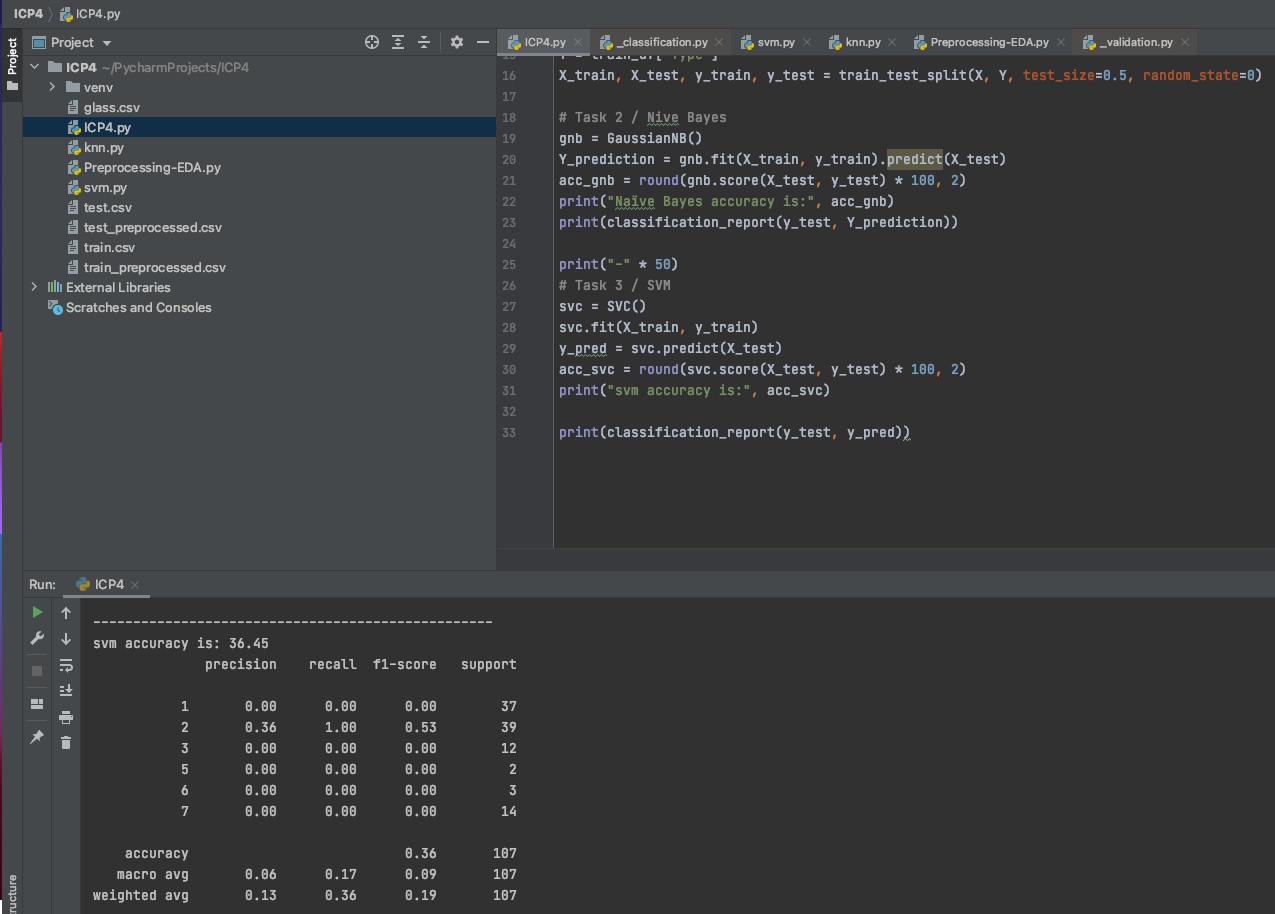 ICP4 ICP4.py
Project
Project
ICP4.py _classification.py svm.py knn.py Preprocessing-EDA.py _validation.py
ICP4 ~/PycharmProjects/ICP4
venv
glass.csv
ICP4.py
knn.py
Preprocessing-EDA.py
svm.py
test.csv
test_preprocessed.csv
train.csv
train_preprocessed.csv
External Libraries
Scratches and Consoles
16 X_train, X_test, y_train, y_test = train_test_split(X, Y, test_size=0.5, random_state=0)
17
18 # Task 2 / Nive Bayes
19 gnb = GaussianNB()
20 Y_prediction = gnb.fit(X_train, y_train).predict(X_test)
21 acc_gnb = round(gnb.score(X_test, y_test) * 100, 2)
22 print("Naïve Bayes accuracy is:", acc_gnb)
23 print(classification_report(y_test, Y_prediction))
24
25 print("-" * 50)
26 # Task 3 / SVM
27 svc = SVC()
28 svc.fit(X_train, y_train)
29 y_pred = svc.predict(X_test)
30 acc_svc = round(svc.score(X_test, y_test) * 100, 2)
31 print("svm accuracy is:", acc_svc)
32
33 print(classification_report(y_test, y_pred))
Run: ICP4
--------------------------------------------------
svm accuracy is: 36.45
precision recall f1-score support
1 0.00 0.00 0.00 37
2 0.36 1.00 0.53 39
3 0.00 0.00 0.00 12
5 0.00 0.00 0.00 2
6 0.00 0.00 0.00 3
7 0.00 0.00 0.00 14
accuracy 0.36 107
macro avg 0.06 0.17 0.09 107
weighted avg 0.13 0.36 0.19 107